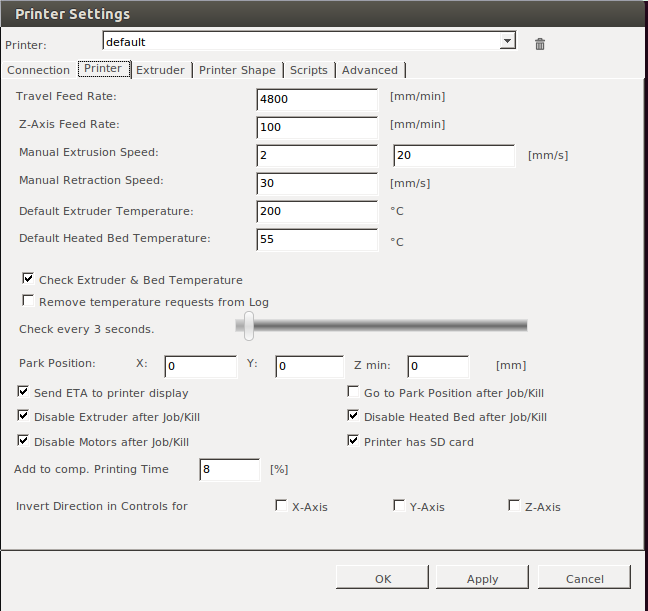 Printer Settings
Printer: default
Connection Printer Extruder Printer Shape Scripts Advanced
Travel Feed Rate: 4800 [mm/min]
Z-Axis Feed Rate: 100 [mm/min]
Manual Extrusion Speed: 2 20 [mm/s]
Manual Retraction Speed: 30 [mm/s]
Default Extruder Temperature: 200 °C
Default Heated Bed Temperature: 55 °C
Check Extruder & Bed Temperature
Remove temperature requests from Log
Check every 3 seconds.
Park Position: X: 0 Y: 0 Z min: 0 [mm]
Send ETA to printer display Go to Park Position after Job/Kill
Disable Extruder after Job/Kill Disable Heated Bed after Job/Kill
Disable Motors after Job/Kill Printer has SD card
Add to comp. Printing Time 8 [%]
Invert Direction in Controls for X-Axis Y-Axis Z-Axis
OK Apply Cancel